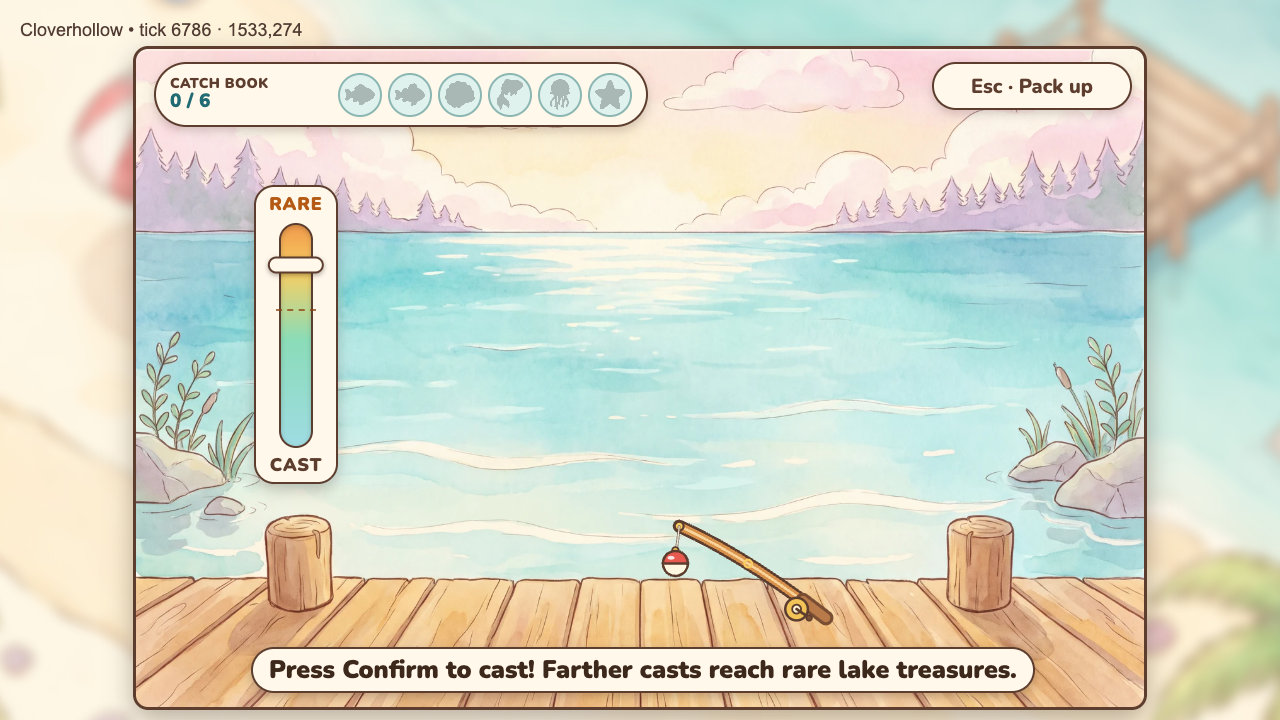 Cloverhollow • tick 6786 · 1533,274
CATCH BOOK
0 / 6
Esc · Pack up
RARE
CAST
Press Confirm to cast! Farther casts reach rare lake treasures.